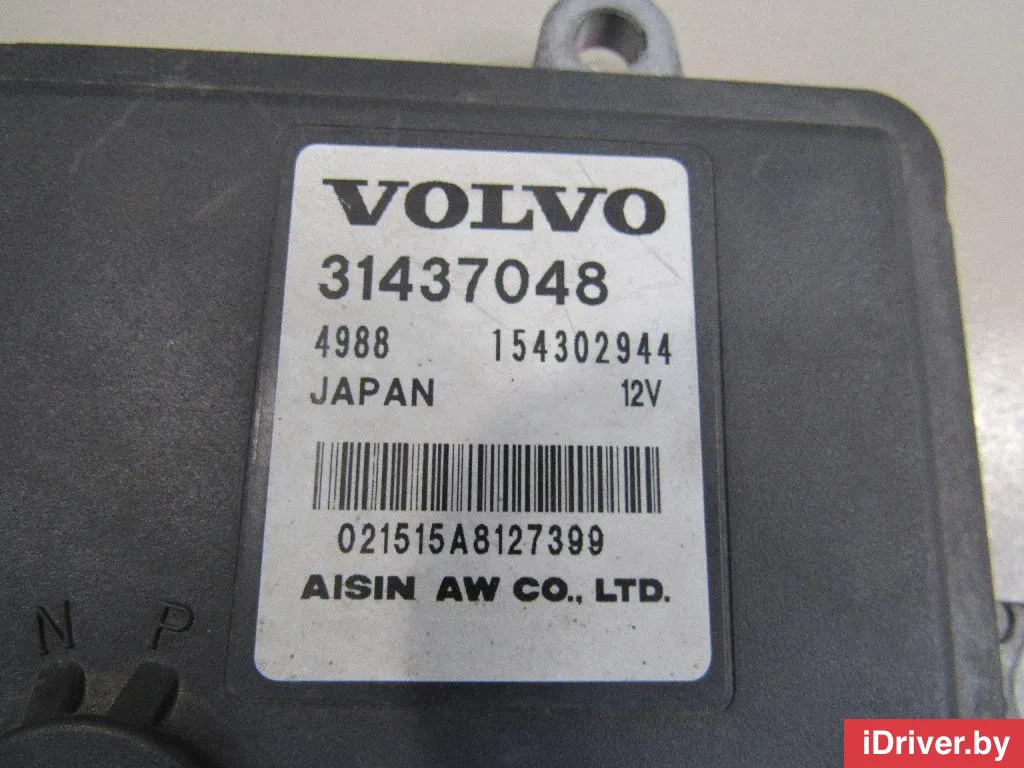 VOLVO
31437048
4988 154302944
JAPAN 12V
021515A8127399
AISIN AW CO., LTD.
N P
iDriver.by